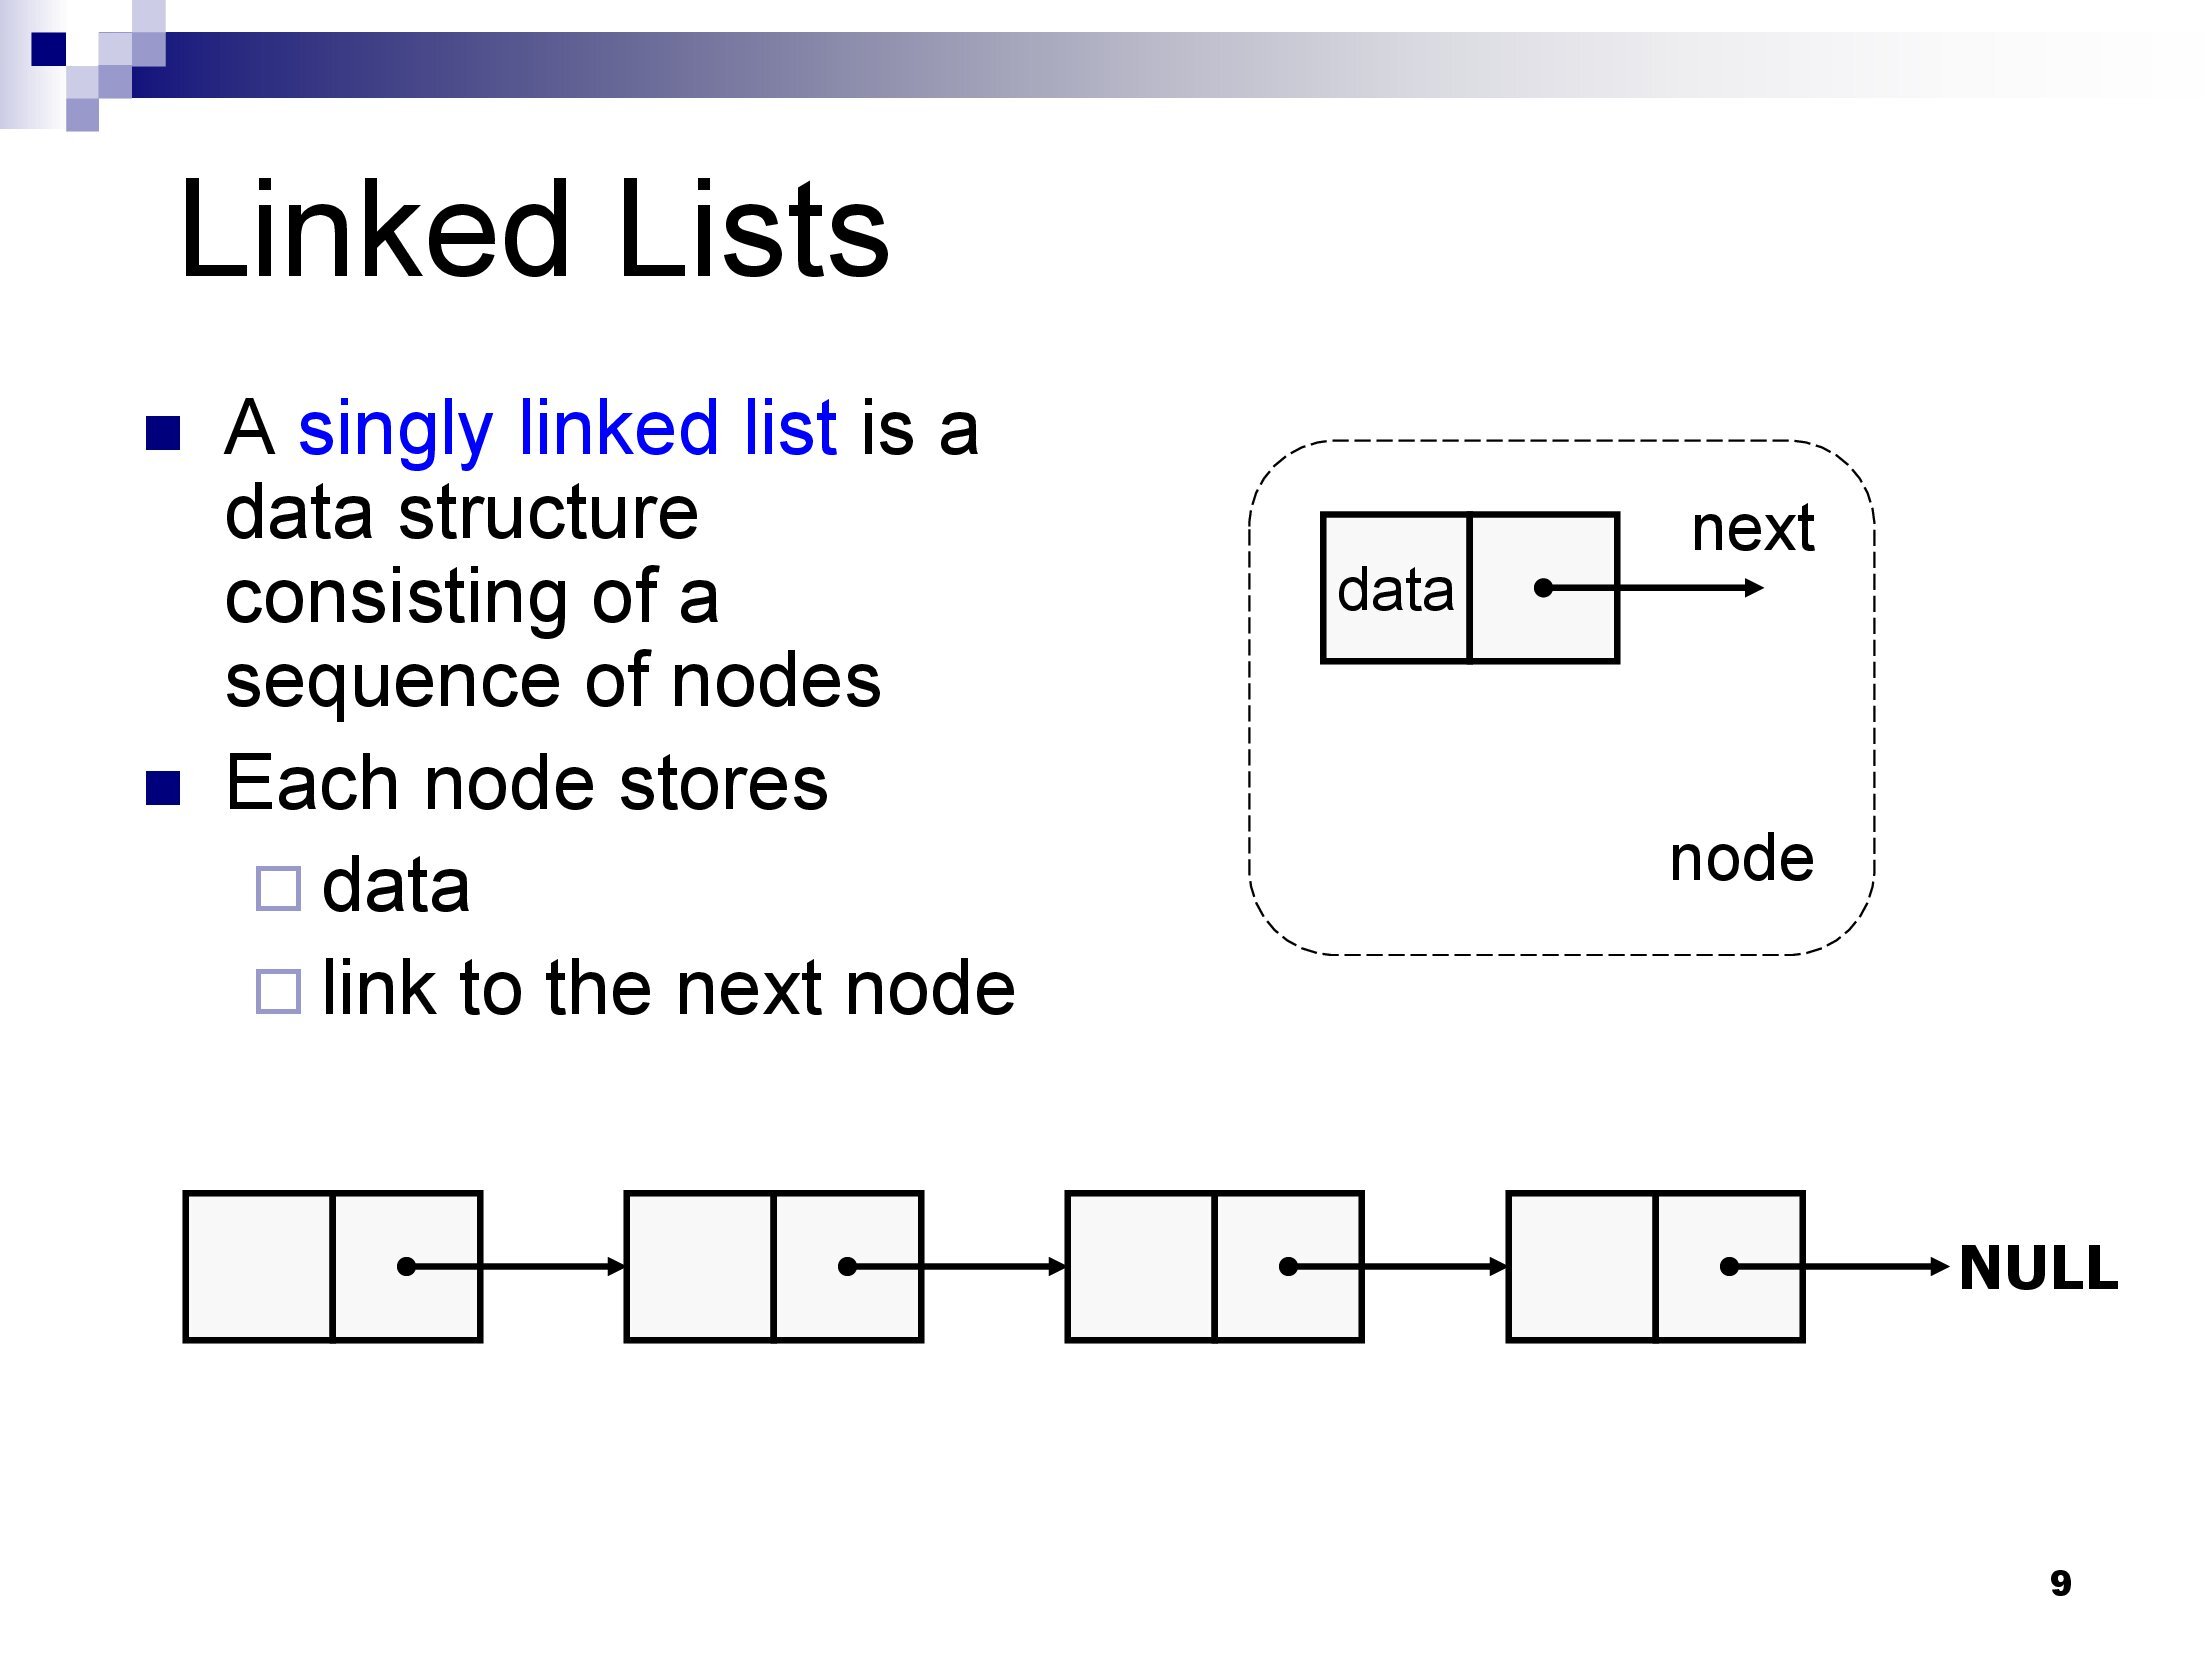 Linked Lists
A singly linked list is a
data structure
consisting of a
sequence of nodes
Each node stores
data
link to the next node
next
data
node
NULL
9